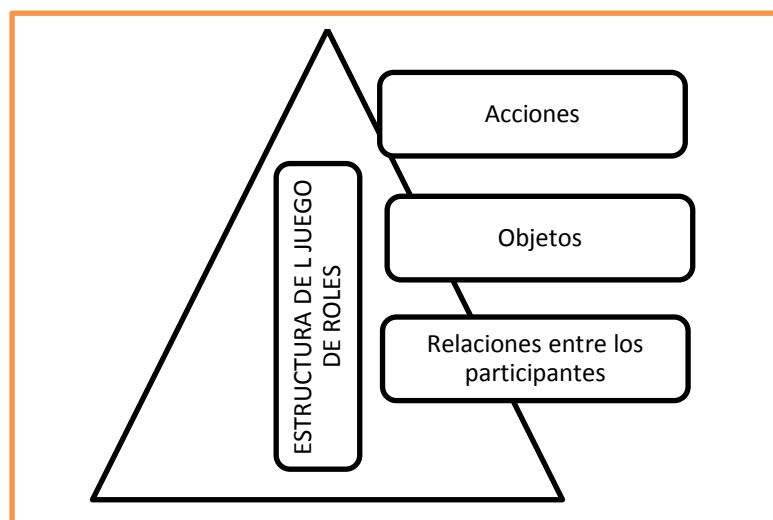 ESTRUCTURA DE L JUEGO
DE ROLES
Acciones
Objetos
Relaciones entre los
participantes